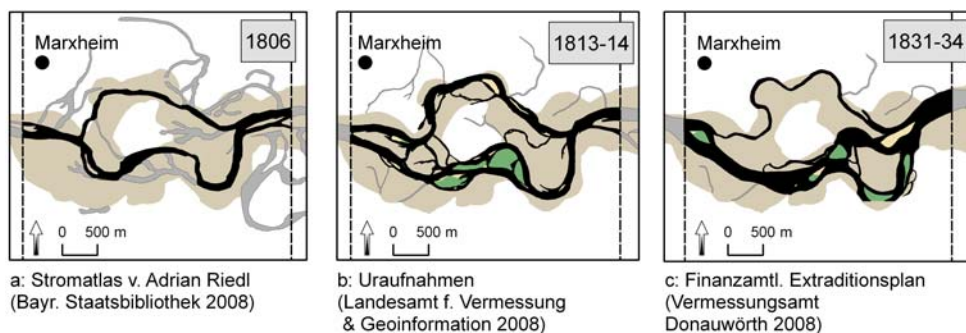 Marxheim
1806
0 500 m
a: Stromatlas v. Adrian Riedl
(Bayr. Staatsbibliothek 2008)
Marxheim
1813-14
0 500 m
b: Uraufnahmen
(Landesamt f. Vermessung
& Geoinformation 2008)
Marxheim
1831-34
0 500 m
c: Finanzamtl. Extraditionsplan
(Vermessungsamt
Donauwörth 2008)